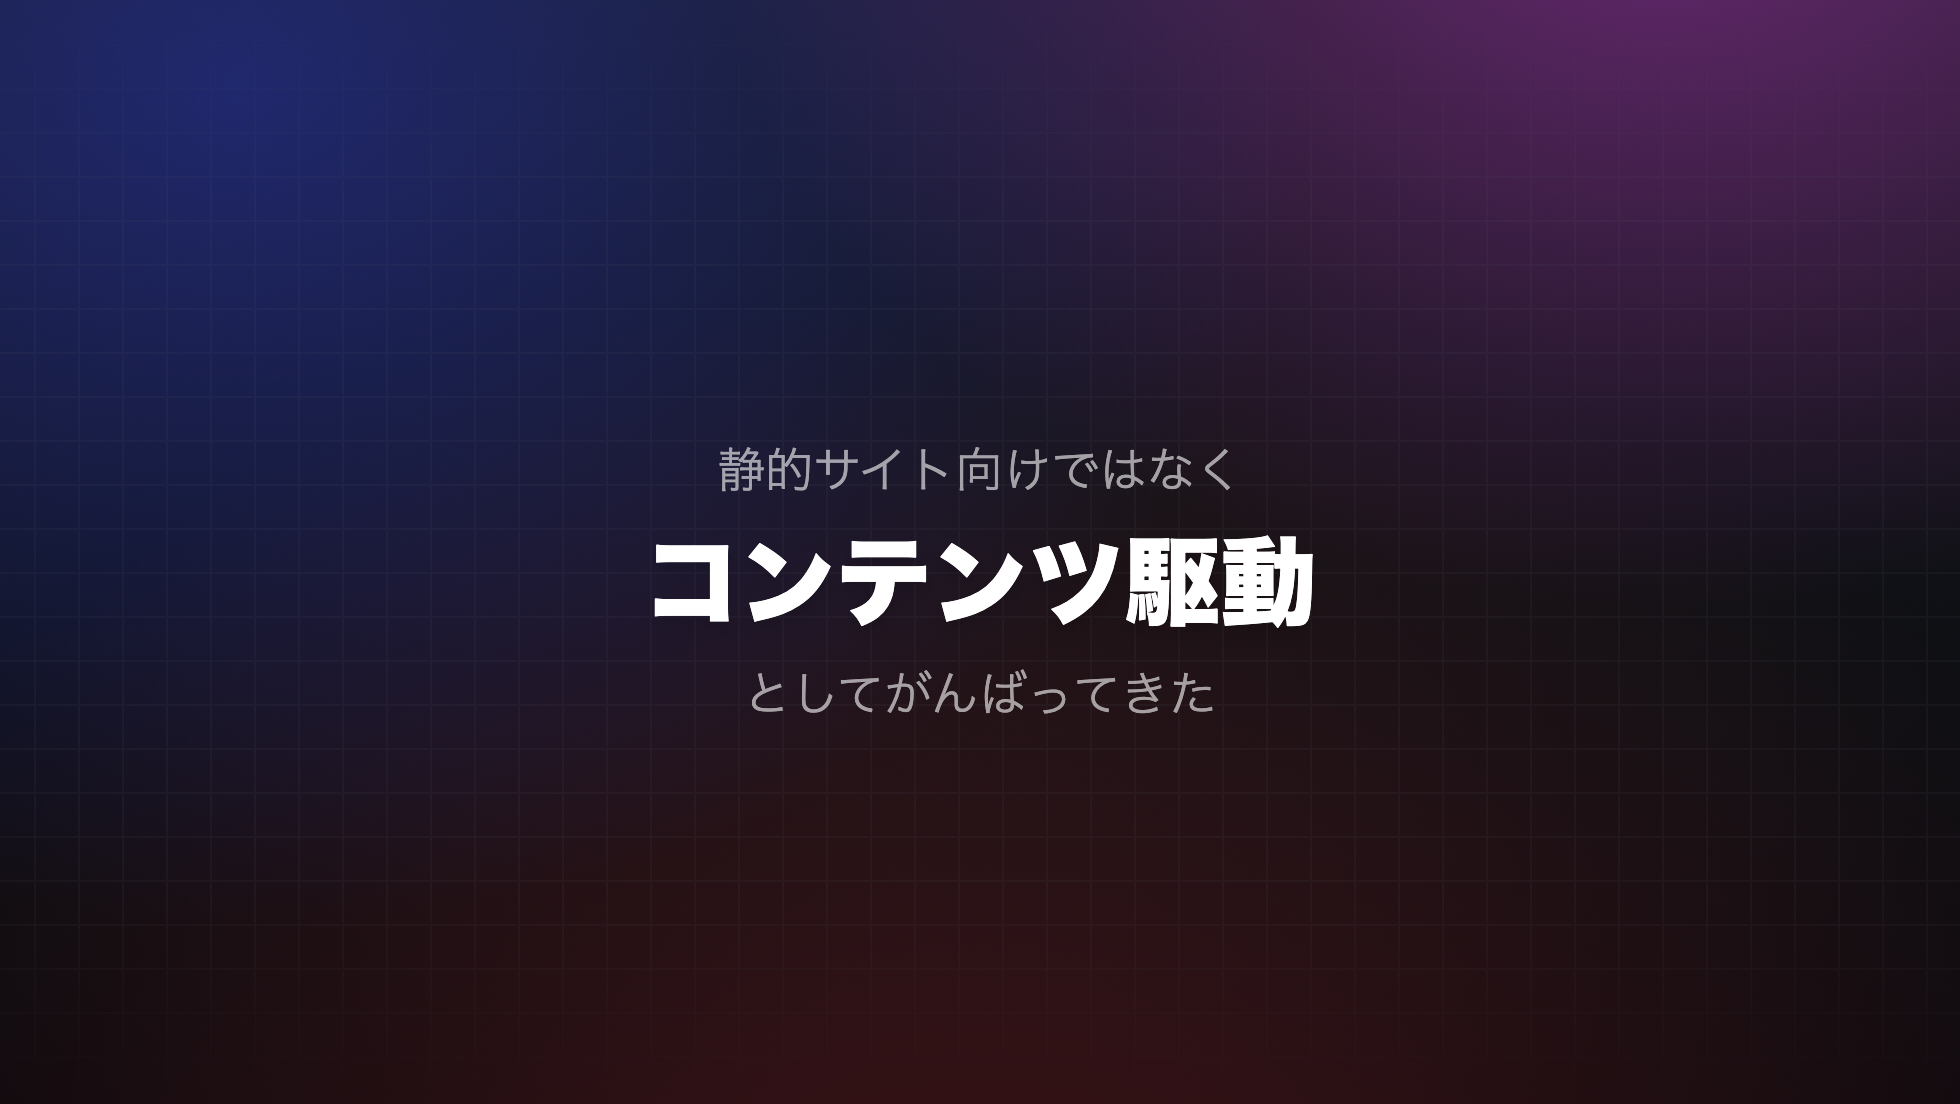 静的サイト向けではなく
コンテンツ駆動
としてがんばってきた